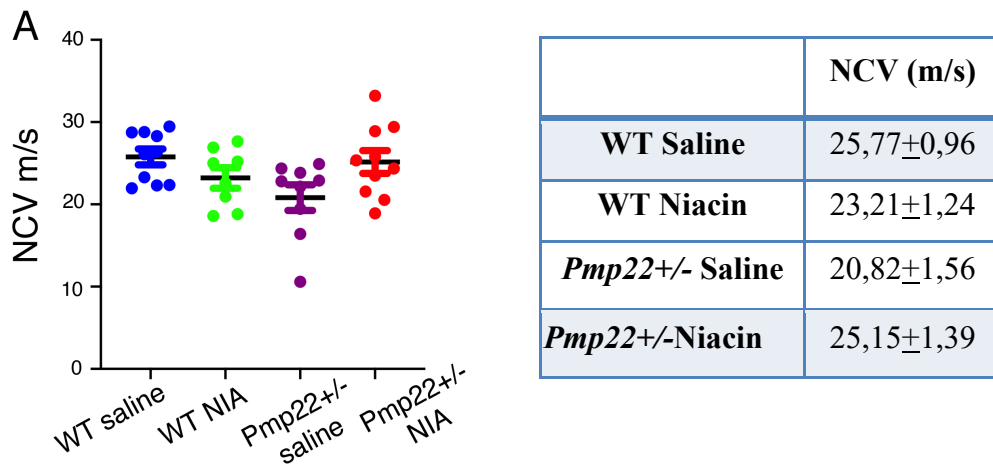 A
NCV m/s
40
30
20
10
0
WT saline
WT NIA
Pmp22+/-
saline
Pmp22+/-
NIA
NCV (m/s)
WT Saline 25,77±0,96
WT Niacin 23,21±1,24
Pmp22+/- Saline 20,82±1,56
Pmp22+/-Niacin 25,15±1,39